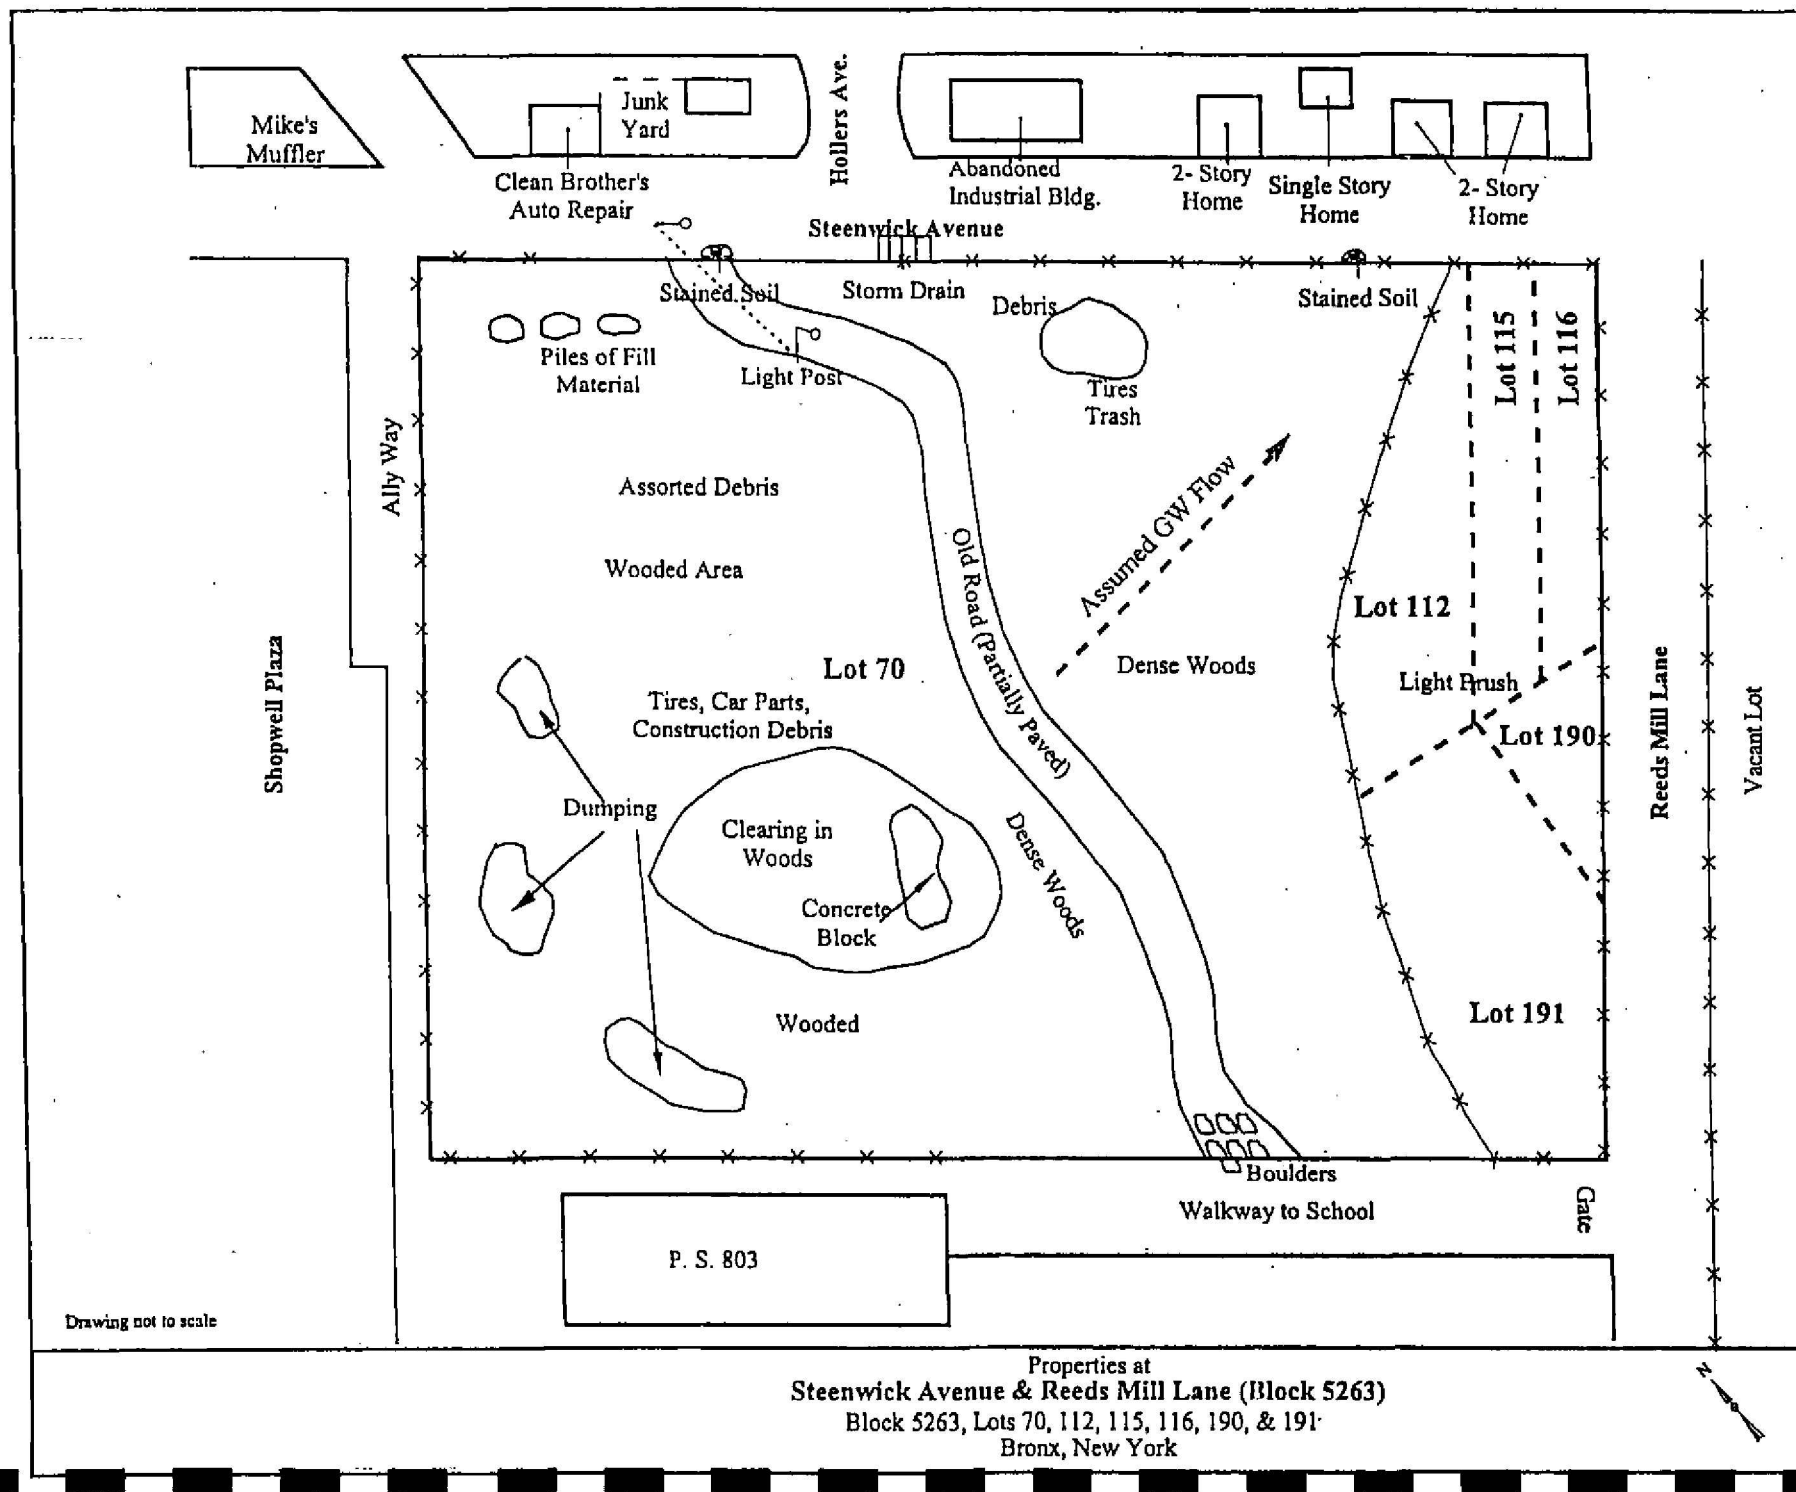 Mike's
Muffler
Junk
Yard
Clean Brother's
Auto Repair
Hollers Ave.
Abandoned
Industrial Bldg.
2- Story
Home
Single Story
Home
2- Story
Home
Steenwick Avenue
Stained Soil
Storm Drain
Debris
Stained Soil
Piles of Fill
Material
Light Post
Tires
Trash
Lot 115
Lot 116
Ally Way
Assorted Debris
Assumed GW Flow
Wooded Area
Old Road (Partially Paved)
Lot 112
Lot 70
Dense Woods
Light Brush
Shopwell Plaza
Tires, Car Parts,
Construction Debris
Lot 190
Reeds Mill Lane
Vacant Lot
Dumping
Clearing in
Woods
Dense Woods
Concrete
Block
Wooded
Lot 191
Boulders
Walkway to School
Gate
P. S. 803
Drawing not to scale
Properties at
Steenwick Avenue & Reeds Mill Lane (Block 5263)
Block 5263, Lots 70, 112, 115, 116, 190, & 191
Bronx, New York
N